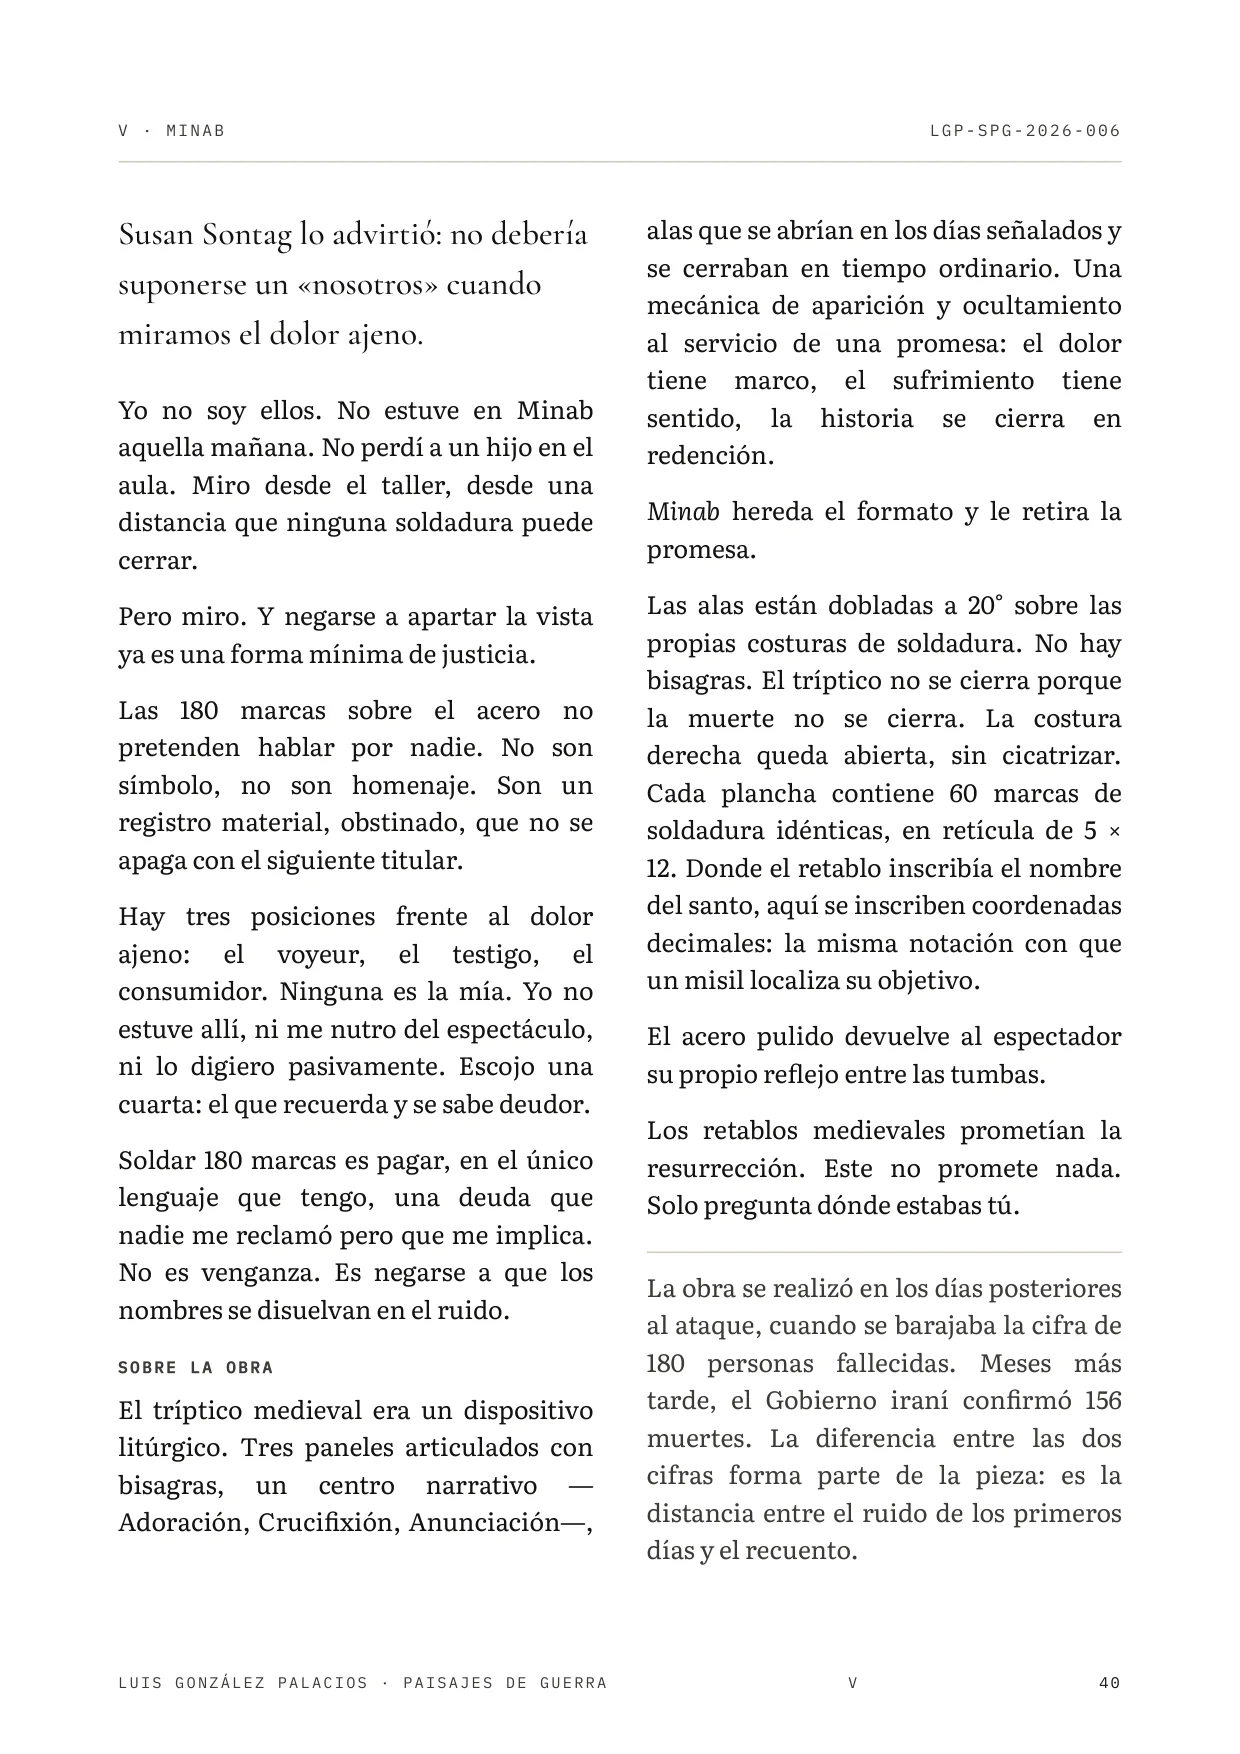 V · MINAB
LGP-SPG-2026-006
Susan Sontag lo advirtió: no debería
suponerse un «nosotros» cuando
miramos el dolor ajeno.
Yo no soy ellos. No estuve en Minab
aquella mañana. No perdí a un hijo en el
aula. Miro desde el taller, desde una
distancia que ninguna soldadura puede
cerrar.
Pero miro. Y negarse a apartar la vista
ya es una forma mínima de justicia.
Las 180 marcas sobre el acero no
pretenden hablar por nadie. No son
símbolo, no son homenaje. Son un
registro material, obstinado, que no se
apaga con el siguiente titular.
Hay tres posiciones frente al dolor
ajeno: el voyeur, el testigo, el
consumidor. Ninguna es la mía. Yo no
estuve allí, ni me nutro del espectáculo,
ni lo digiero pasivamente. Escojo una
cuarta: el que recuerda y se sabe deudor.
Soldar 180 marcas es pagar, en el único
lenguaje que tengo, una deuda que
nadie me reclamó pero que me implica.
No es venganza. Es negarse a que los
nombres se disuelvan en el ruido.
SOBRE LA OBRA
El tríptico medieval era un dispositivo
litúrgico. Tres paneles articulados con
bisagras, un centro narrativo —
Adoración, Crucifixión, Anunciación—,
alas que se abrían en los días señalados y
se cerraban en tiempo ordinario. Una
mecánica de aparición y ocultamiento
al servicio de una promesa: el dolor
tiene marco, el sufrimiento tiene
sentido, la historia se cierra en
redención.
Minab hereda el formato y le retira la
promesa.
Las alas están dobladas a 20° sobre las
propias costuras de soldadura. No hay
bisagras. El tríptico no se cierra porque
la muerte no se cierra. La costura
derecha queda abierta, sin cicatrizar.
Cada plancha contiene 60 marcas de
soldadura idénticas, en retícula de 5 ×
12. Donde el retablo inscribía el nombre
del santo, aquí se inscriben coordenadas
decimales: la misma notación con que
un misil localiza su objetivo.
El acero pulido devuelve al espectador
su propio reflejo entre las tumbas.
Los retablos medievales prometían la
resurrección. Este no promete nada.
Solo pregunta dónde estabas tú.
La obra se realizó en los días posteriores
al ataque, cuando se barajaba la cifra de
180 personas fallecidas. Meses más
tarde, el Gobierno iraní confirmó 156
muertes. La diferencia entre las dos
cifras forma parte de la pieza: es la
distancia entre el ruido de los primeros
días y el recuento.
LUIS GONZÁLEZ PALACIOS · PAISAJES DE GUERRA
V
40